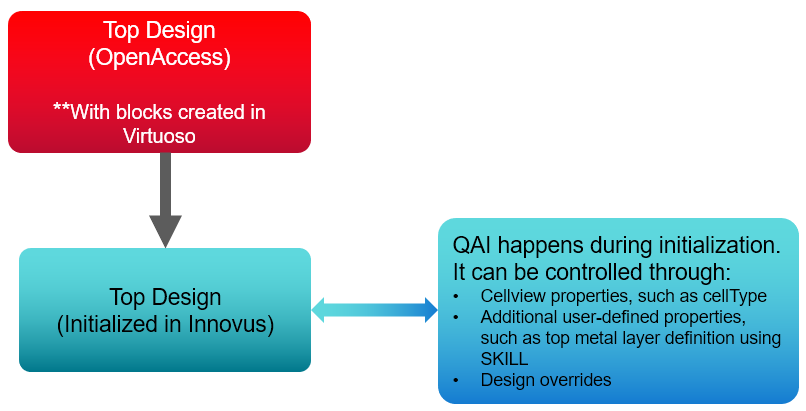 Top Design
(OpenAccess)
**With blocks created in
Virtuoso
Top Design
(Initialized in Innovus)
QAI happens during initialization.
It can be controlled through:
• Cellview properties, such as cellType
• Additional user-defined properties,
such as top metal layer definition using
SKILL
• Design overrides